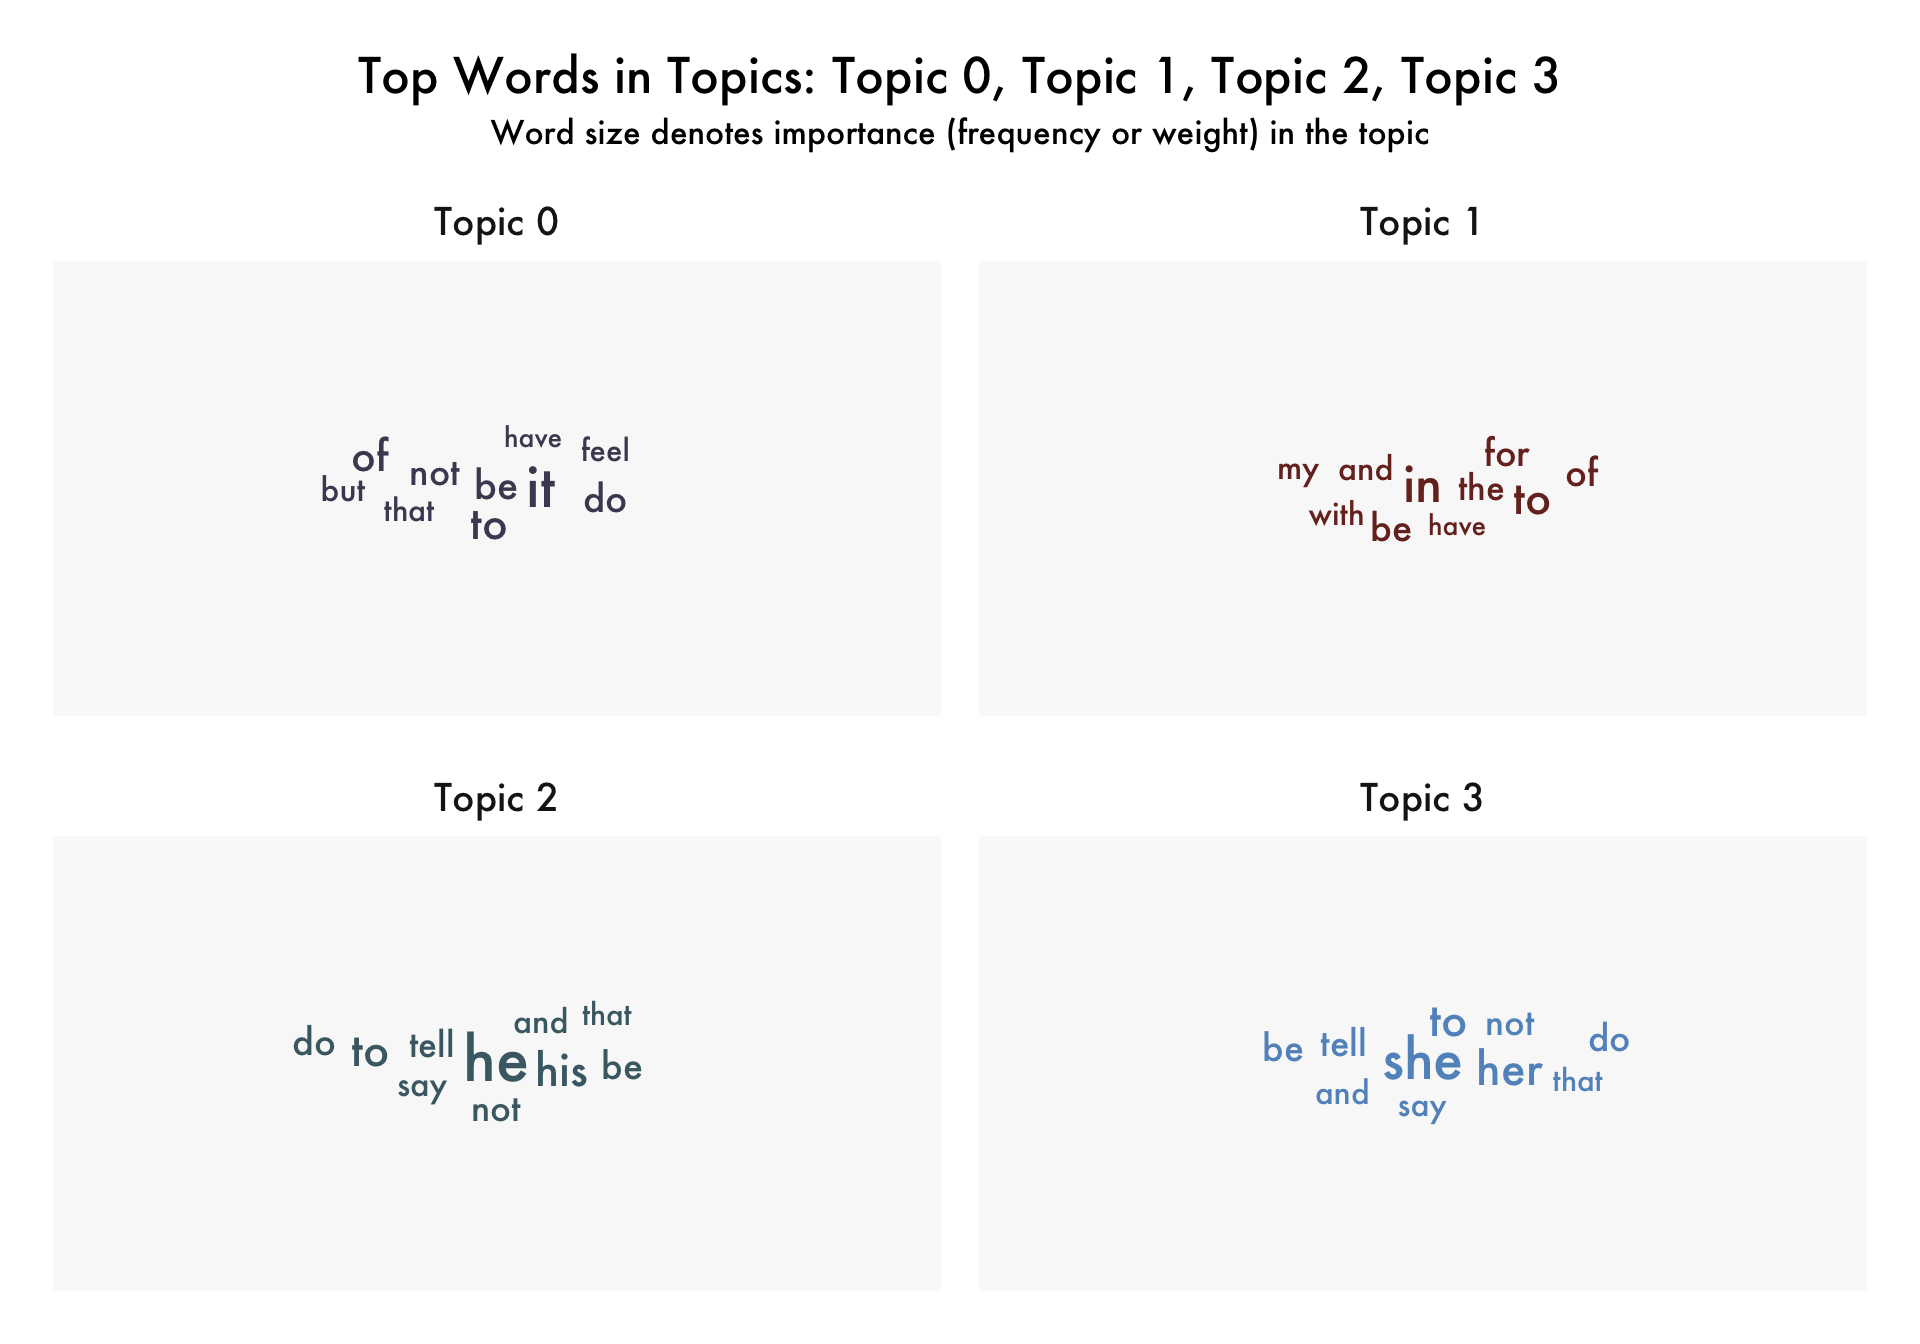 Top Words in Topics: Topic 0, Topic 1, Topic 2, Topic 3
Word size denotes importance (frequency or weight) in the topic
Topic 0
have feel
of not be it do
but that to
Topic 1
for
my and in the to of
with be have
Topic 2
and that
do to tell he his be
say
not
Topic 3
to not do
be tell she her that
and say